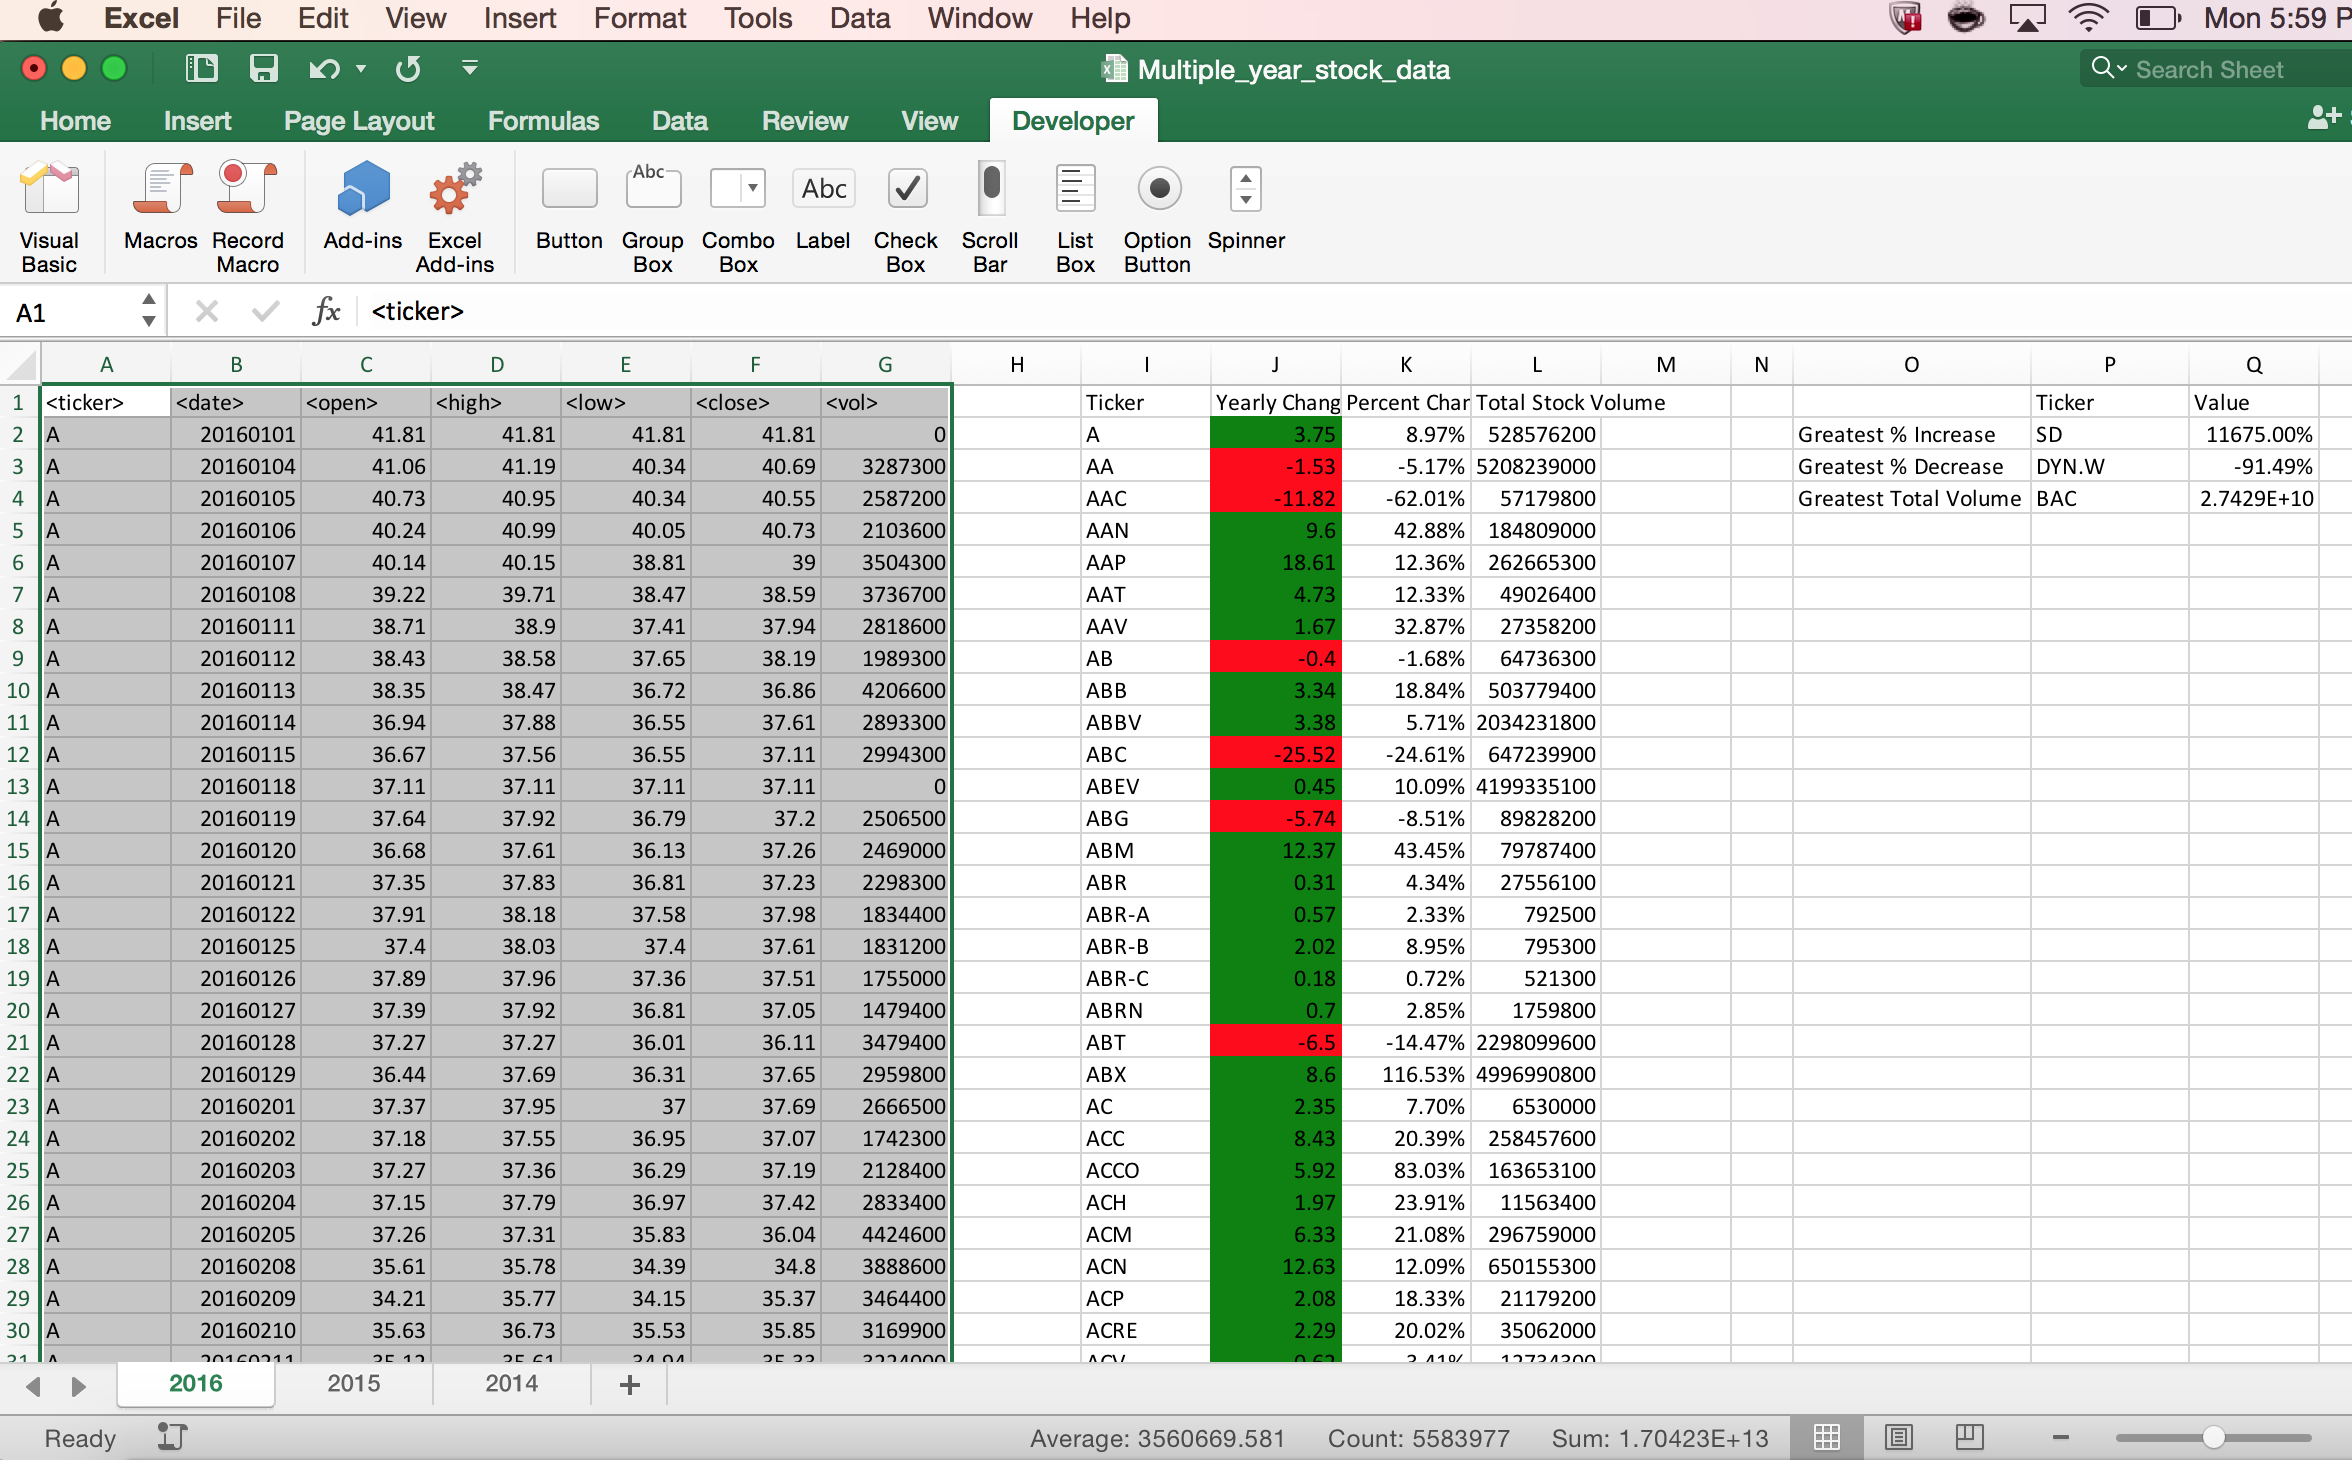 Excel File Edit View Insert Format Tools Data Window Help Mon 5:59 P
Multiple_year_stock_data
Search Sheet
Home Insert Page Layout Formulas Data Review View Developer
Abc Abc
Visual Basic Macros Record Macro Add-ins Excel Add-ins Button Group Box Combo Box Label Check Box Scroll Bar List Box Option Button Spinner
A1 fx <ticker>
A B C D E F G H I J K L M N O P Q
1 <ticker> <date> <open> <high> <low> <close> <vol> Ticker Yearly Chang Percent Char Total Stock Volume Ticker Value
2 A 20160101 41.81 41.81 41.81 41.81 0 A 3.75 8.97% 528576200 Greatest % Increase SD 11675.00%
3 A 20160104 41.06 41.19 40.34 40.69 3287300 AA -1.53 -5.17% 5208239000 Greatest % Decrease DYN.W -91.49%
4 A 20160105 40.73 40.95 40.34 40.55 2587200 AAC -11.82 -62.01% 57179800 Greatest Total Volume BAC 2.7429E+10
5 A 20160106 40.24 40.99 40.05 40.73 2103600 AAN 9.6 42.88% 184809000
6 A 20160107 40.14 40.15 38.81 39 3504300 AAP 18.61 12.36% 262665300
7 A 20160108 39.22 39.71 38.47 38.59 3736700 AAT 4.73 12.33% 49026400
8 A 20160111 38.71 38.9 37.41 37.94 2818600 AAV 1.67 32.87% 27358200
9 A 20160112 38.43 38.58 37.65 38.19 1989300 AB -0.4 -1.68% 64736300
10 A 20160113 38.35 38.47 36.72 36.86 4206600 ABB 3.34 18.84% 503779400
11 A 20160114 36.94 37.88 36.55 37.61 2893300 ABBV 3.38 5.71% 2034231800
12 A 20160115 36.67 37.56 36.55 37.11 2994300 ABC -25.52 -24.61% 647239900
13 A 20160118 37.11 37.11 37.11 37.11 0 ABEV 0.45 10.09% 4199335100
14 A 20160119 37.64 37.92 36.79 37.2 2506500 ABG -5.74 -8.51% 89828200
15 A 20160120 36.68 37.61 36.13 37.26 2469000 ABM 12.37 43.45% 79787400
16 A 20160121 37.35 37.83 36.81 37.23 2298300 ABR 0.31 4.34% 27556100
17 A 20160122 37.91 38.18 37.58 37.98 1834400 ABR-A 0.57 2.33% 792500
18 A 20160125 37.4 38.03 37.4 37.61 1831200 ABR-B 2.02 8.95% 795300
19 A 20160126 37.89 37.96 37.36 37.51 1755000 ABR-C 0.18 0.72% 521300
20 A 20160127 37.39 37.92 36.81 37.05 1479400 ABRN 0.7 2.85% 1759800
21 A 20160128 37.27 37.27 36.01 36.11 3479400 ABT -6.5 -14.47% 2298099600
22 A 20160129 36.44 37.69 36.31 37.65 2959800 ABX 8.6 116.53% 4996990800
23 A 20160201 37.37 37.95 37 37.69 2666500 AC 2.35 7.70% 6530000
24 A 20160202 37.18 37.55 36.95 37.07 1742300 ACC 8.43 20.39% 258457600
25 A 20160203 37.27 37.36 36.29 37.19 2128400 ACCO 5.92 83.03% 163653100
26 A 20160204 37.15 37.79 36.97 37.42 2833400 ACH 1.97 23.91% 11563400
27 A 20160205 37.26 37.31 35.83 36.04 4424600 ACM 6.33 21.08% 296759000
28 A 20160208 35.61 35.78 34.39 34.8 3888600 ACN 12.63 12.09% 650155300
29 A 20160209 34.21 35.77 34.15 35.37 3464400 ACP 2.08 18.33% 21179200
30 A 20160210 35.63 36.73 35.53 35.85 3169900 ACRE 2.29 20.02% 35062000
2016 2015 2014
Ready Average: 3560669.581 Count: 5583977 Sum: 1.70423E+13